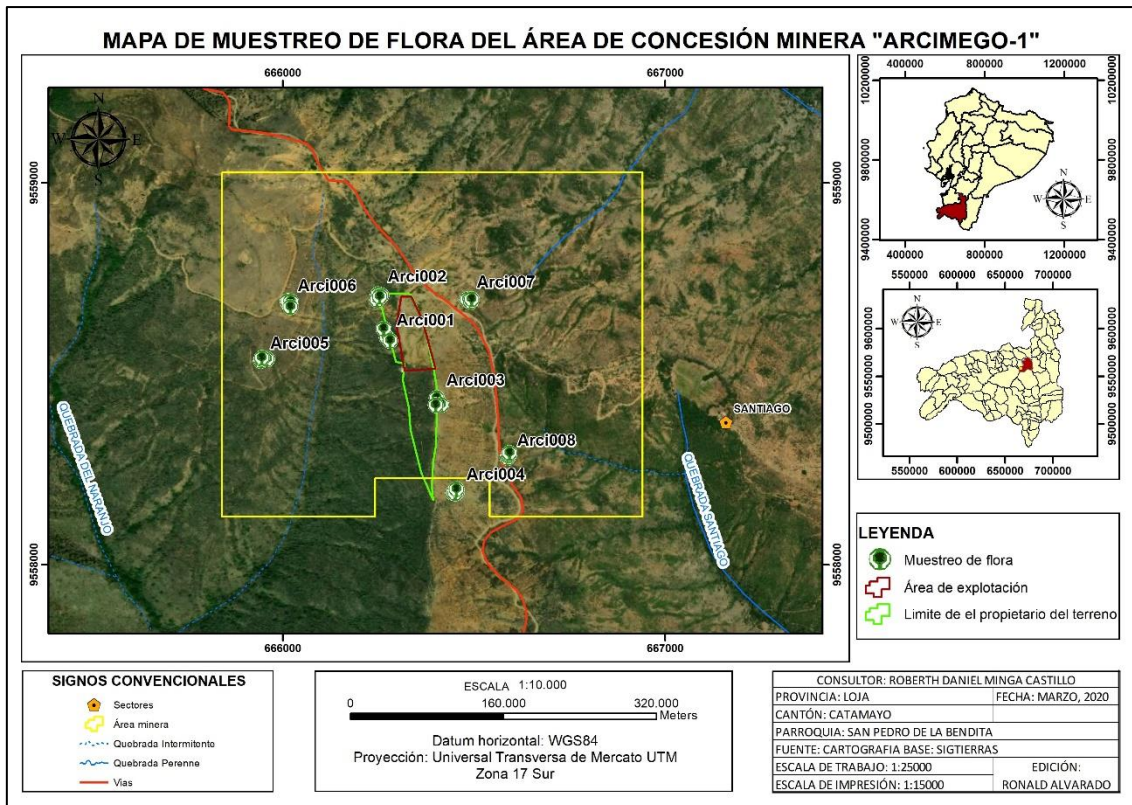 MAPA DE MUESTREO DE FLORA DEL ÁREA DE CONCESIÓN MINERA "ARCIMEGO-1"
666000 667000
N
W E
S
9559000
9558000
9559000
9558000
Arci002
Arci007
Arci006
Arci001
Arci005
Arci003
Arci008
Arci004
SANTIAGO
QUEBRADA DEL NARANJO
QUEBRADA SANTIAGO
666000 667000
400000 800000 1200000
10200000
9800000
9400000
10200000
9800000
9400000
N
W E
S
400000 800000 1200000
550000 600000 650000 700000
9600000
9550000
9500000
9600000
9550000
9500000
N
W E
S
550000 600000 650000 700000
LEYENDA
Muestreo de flora
Área de explotación
Limite de el propietario del terreno
SIGNOS CONVENCIONALES
Sectores
Área minera
Quebrada Intermitente
Quebrada Perenne
Vias
ESCALA 1:10.000
0 160.000 320.000
Meters
Datum horizontal: WGS84
Proyección: Universal Transversa de Mercato UTM
Zona 17 Sur
CONSULTOR: ROBERTH DANIEL MINGA CASTILLO
PROVINCIA: LOJA FECHA: MARZO, 2020
CANTÓN: CATAMAYO
PARROQUIA: SAN PEDRO DE LA BENDITA
FUENTE: CARTOGRAFIA BASE: SIGTIERRAS
ESCALA DE TRABAJO: 1:25000 EDICIÓN:
ESCALA DE IMPRESIÓN: 1:15000 RONALD ALVARADO